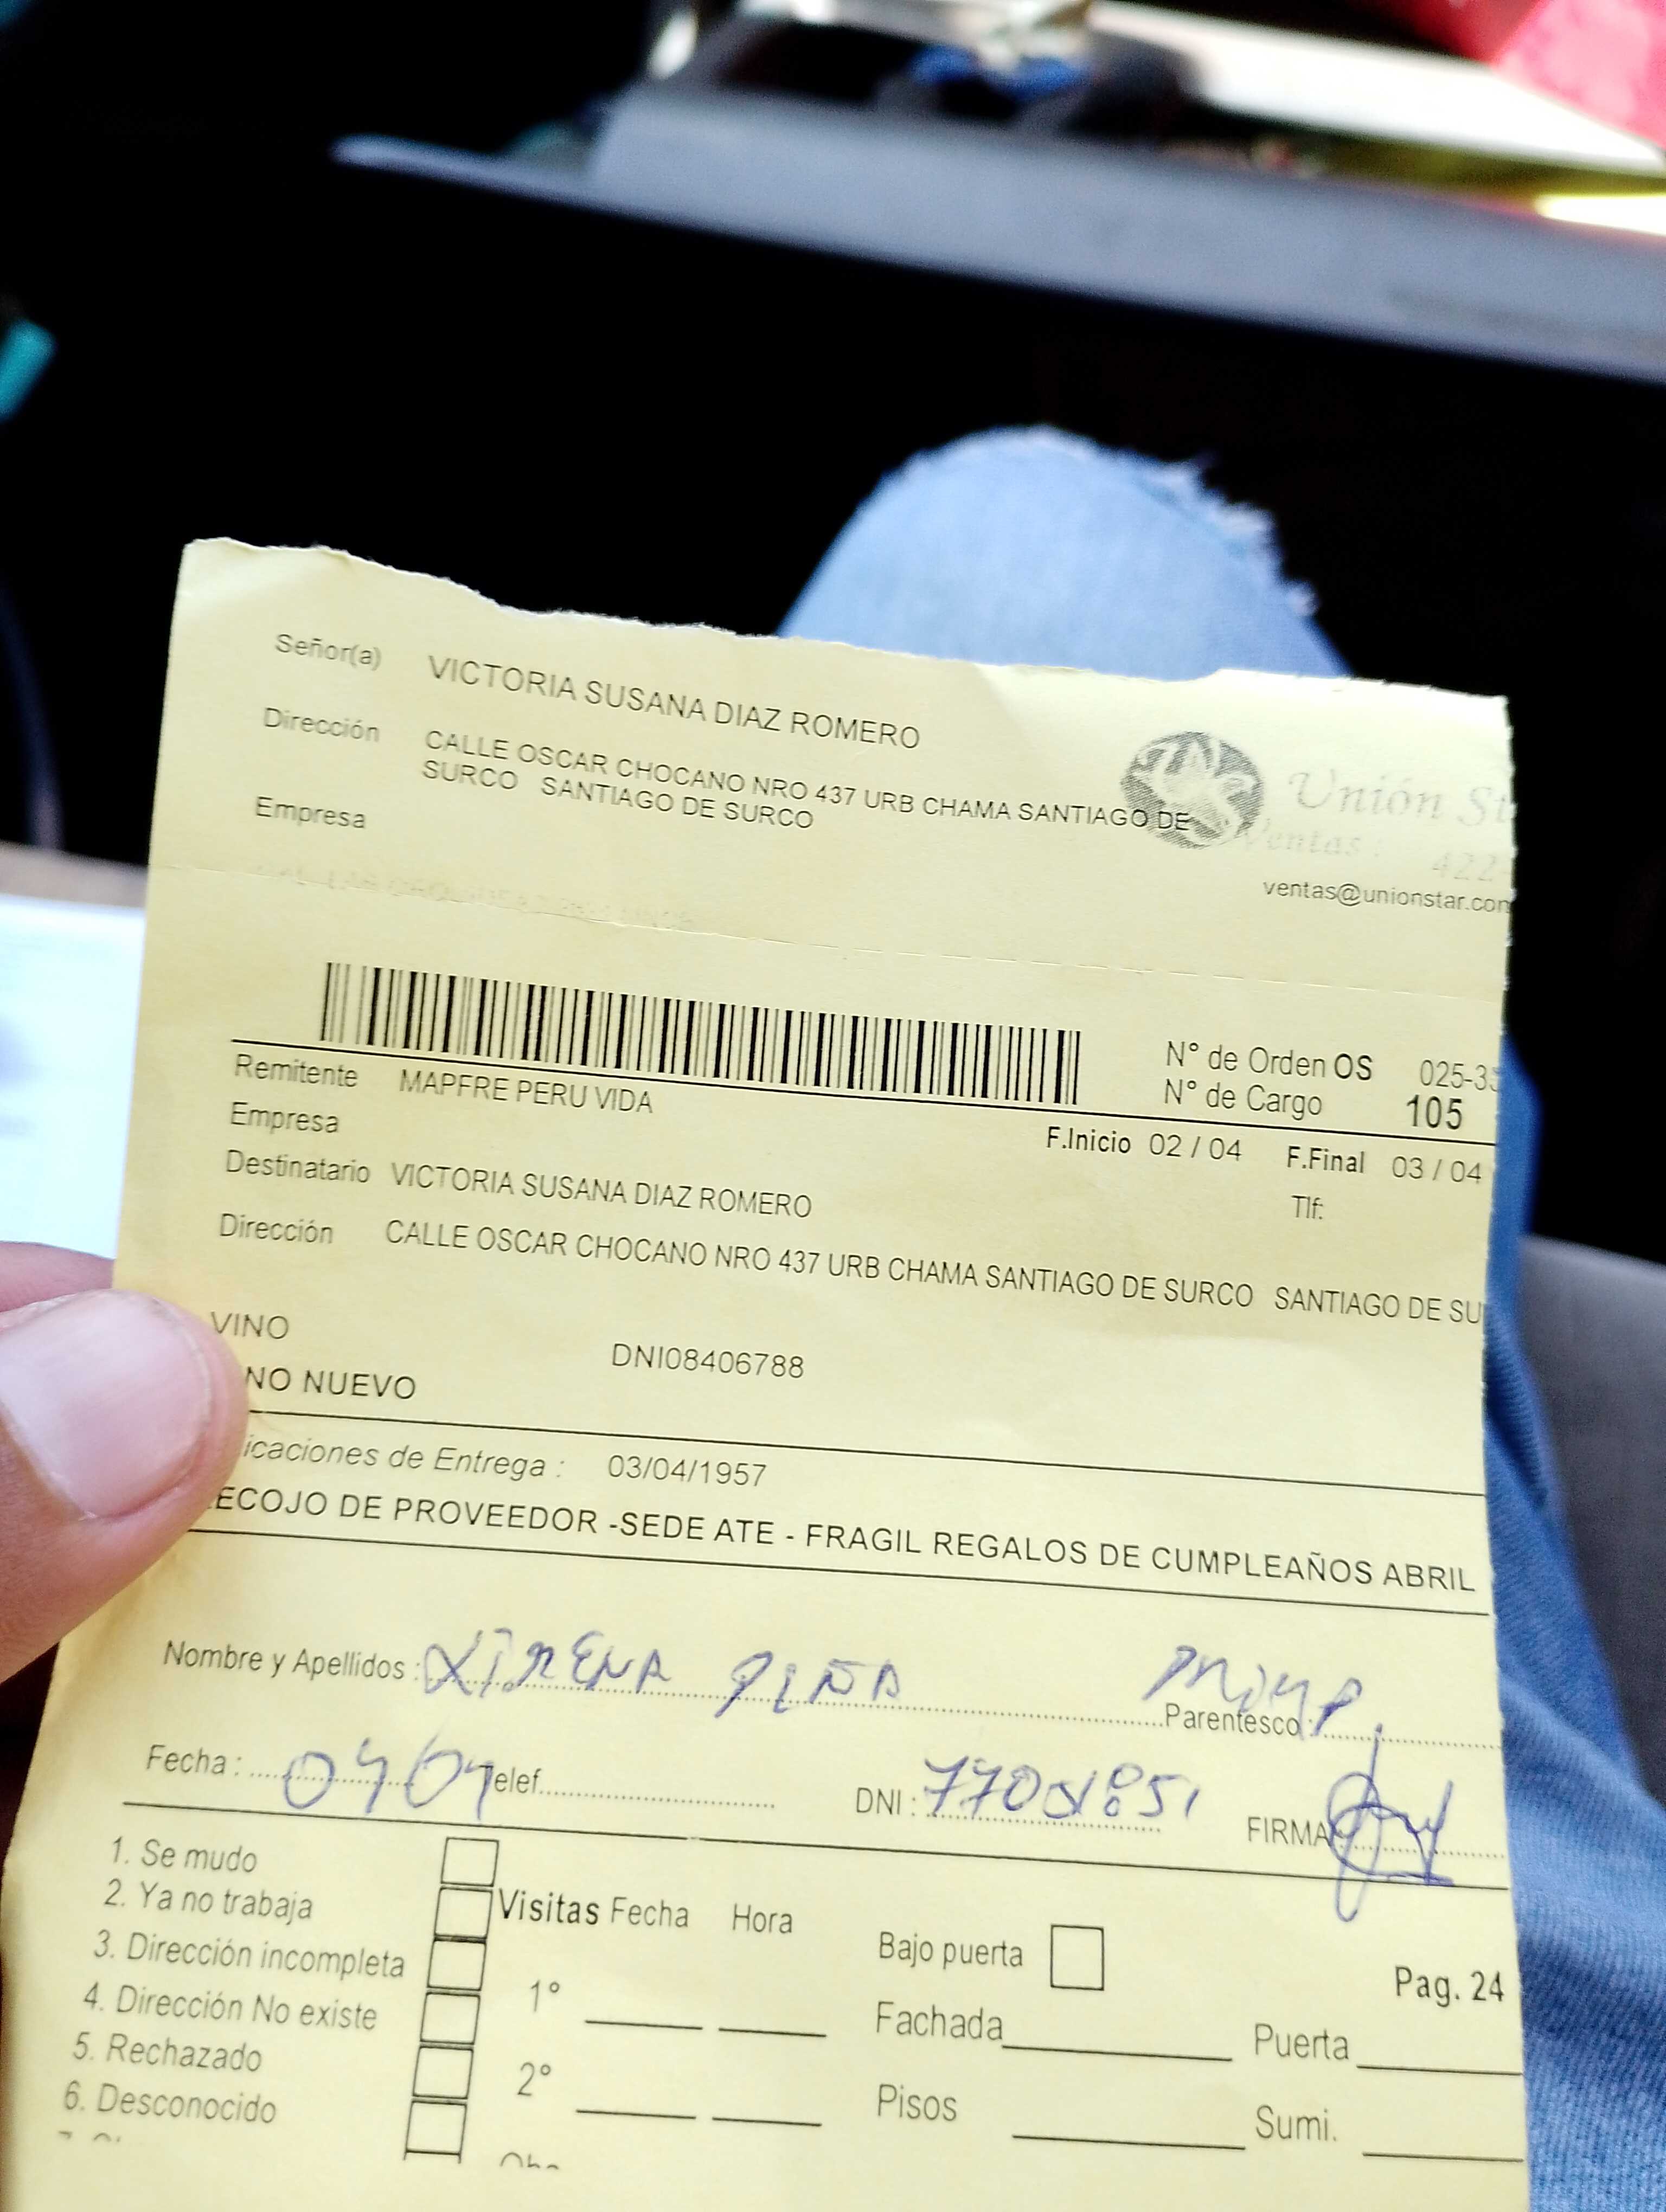 Señor(a) VICTORIA SUSANA DIAZ ROMERO
Dirección CALLE OSCAR CHOCANO NRO 437 URB CHAMA SANTIAGO DE
SURCO SANTIAGO DE SURCO
Unión St
Ventas : 422-
Empresa
ventas@unionstar.com
N° de Orden OS 025-33
N° de Cargo 105
Remitente MAPFRE PERU VIDA
Empresa
F.Inicio 02 / 04 F.Final 03 / 04
Destinatario VICTORIA SUSANA DIAZ ROMERO
Tlf:
Dirección CALLE OSCAR CHOCANO NRO 437 URB CHAMA SANTIAGO DE SURCO SANTIAGO DE SU
VINO
DNI08406788
NO NUEVO
icaciones de Entrega : 03/04/1957
ECOJO DE PROVEEDOR -SEDE ATE - FRAGIL REGALOS DE CUMPLEAÑOS ABRIL
Nombre y Apellidos : XIMENA PEÑA Parentesco :
Fecha : 04 04 Telef. DNI : FIRMA
1. Se mudo
2. Ya no trabaja
Visitas Fecha Hora
3. Dirección incompleta
Bajo puerta
4. Dirección No existe
1° Fachada Puerta
Pag. 24
5. Rechazado
2° Pisos Sumi.
6. Desconocido